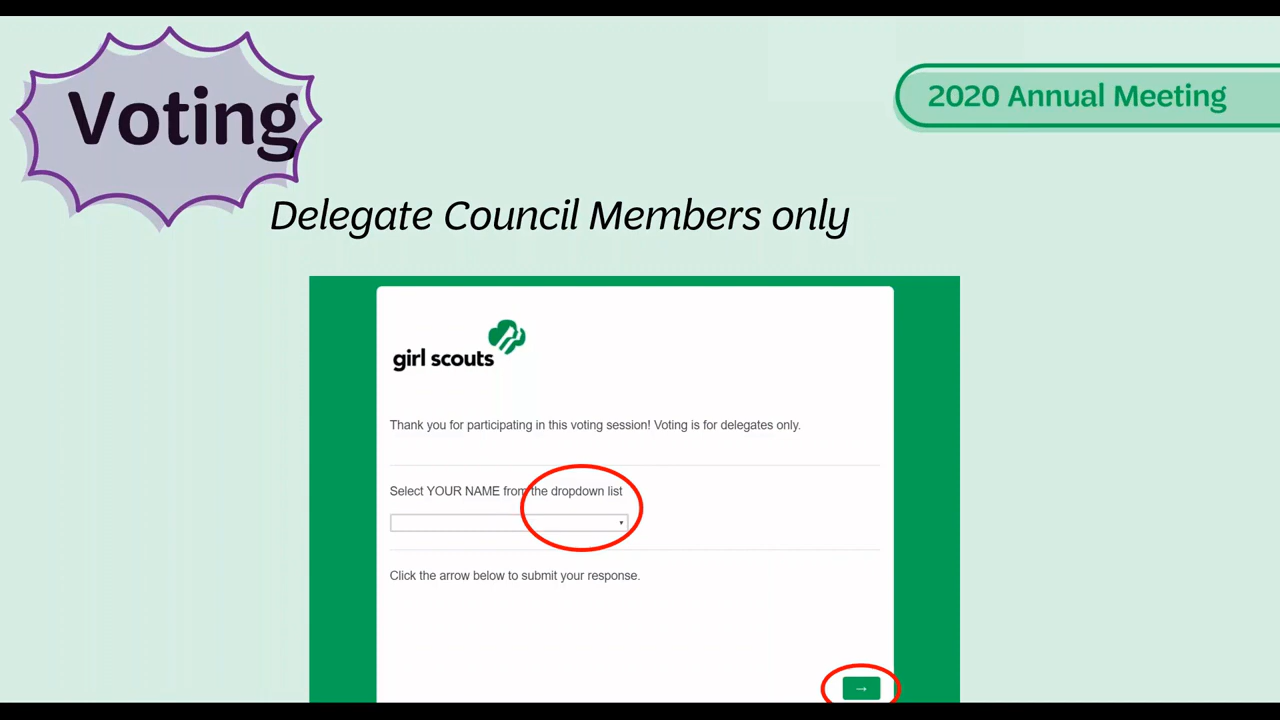 Voting
2020 Annual Meeting
Delegate Council Members only
girl scouts
Thank you for participating in this voting session! Voting is for delegates only.
Select YOUR NAME from the dropdown list
Click the arrow below to submit your response.
→